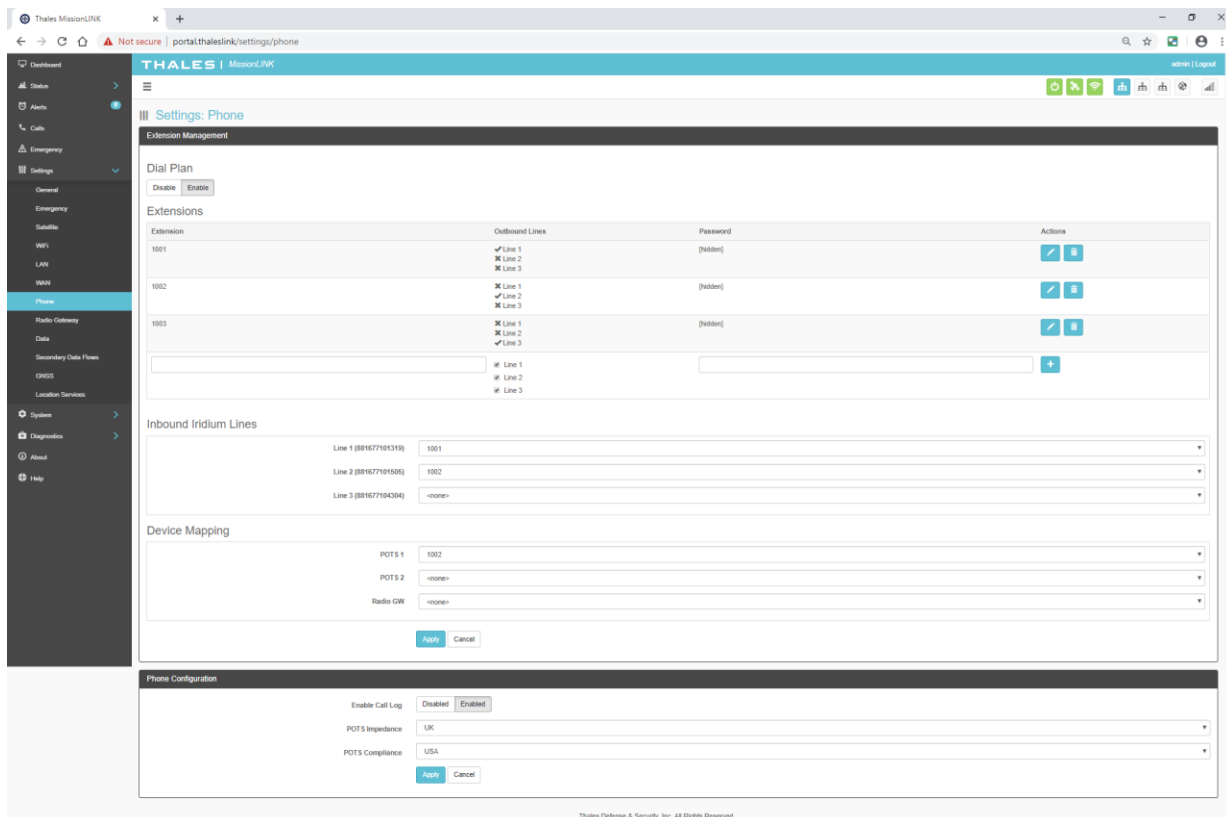 Thales MissionLINK
Not secure | portal.thaleslink/settings/phone
THALES | MissionLINK
admin | Logout
Dashboard
Status
Alerts
Calls
Emergency
Settings
General
Emergency
Satellite
WiFi
LAN
WAN
Phone
Radio Gateway
Data
Secondary Data Flows
GNSS
Location Services
System
Diagnostics
About
Help
Settings: Phone
Extension Management
Dial Plan
Disable Enable
Extensions
Extension Outbound Lines Password Actions
1001 Line 1 [hidden]
Line 2
Line 3
1002 Line 1 [hidden]
Line 2
Line 3
1003 Line 1 [hidden]
Line 2
Line 3
Line 1
Line 2
Line 3
Inbound Iridium Lines
Line 1 (881677101319) 1001
Line 2 (881677101505) 1002
Line 3 (881677104304) <none>
Device Mapping
POTS 1 1002
POTS 2 <none>
Radio GW <none>
Apply Cancel
Phone Configuration
Enable Call Log Disabled Enabled
POTS Impedance UK
POTS Compliance USA
Apply Cancel
Thales Defense & Security, Inc. All Rights Reserved.